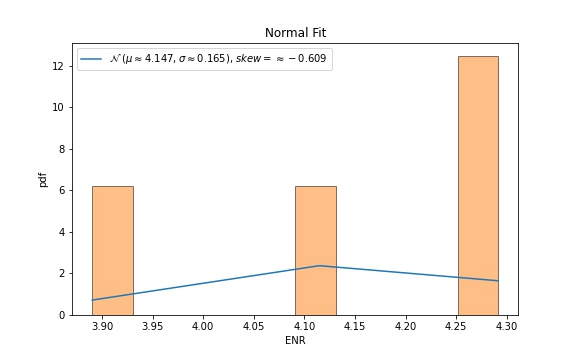 Normal Fit
𝒩(μ ≈ 4.147, σ ≈ 0.165), skew = ≈ −0.609
pdf
12
10
8
6
4
2
0
3.90 3.95 4.00 4.05 4.10 4.15 4.20 4.25 4.30
ENR